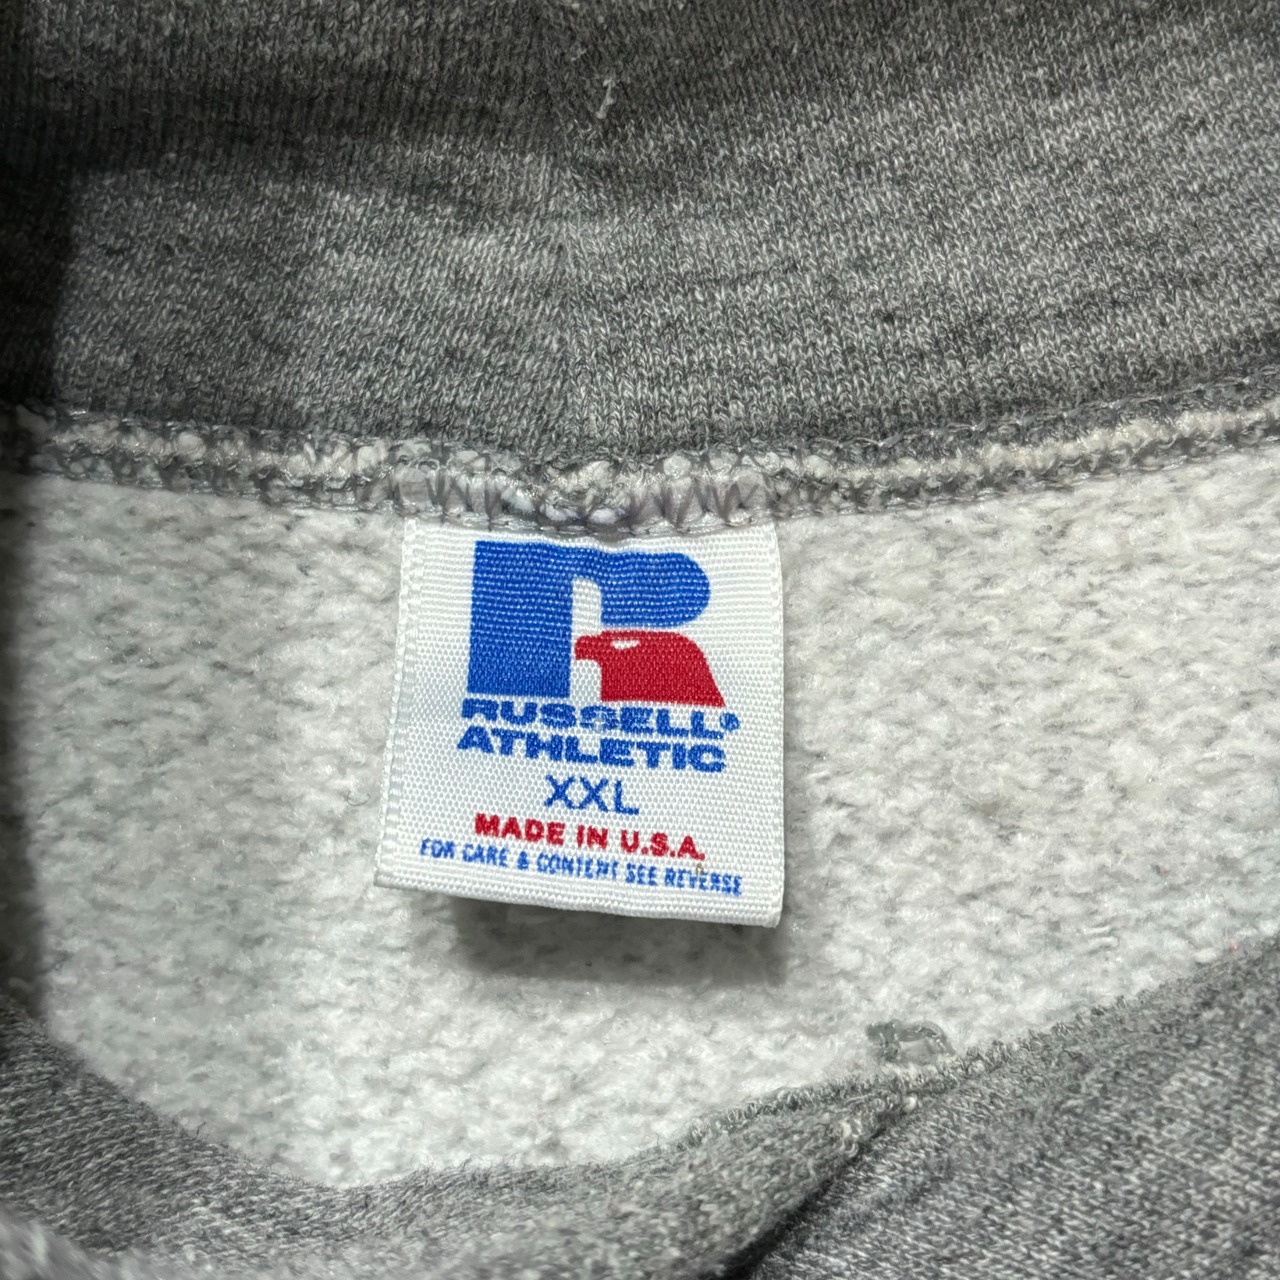 R
RUSSELL®
ATHLETIC
XXL
MADE IN U.S.A.
FOR CARE & CONTENT SEE REVERSE